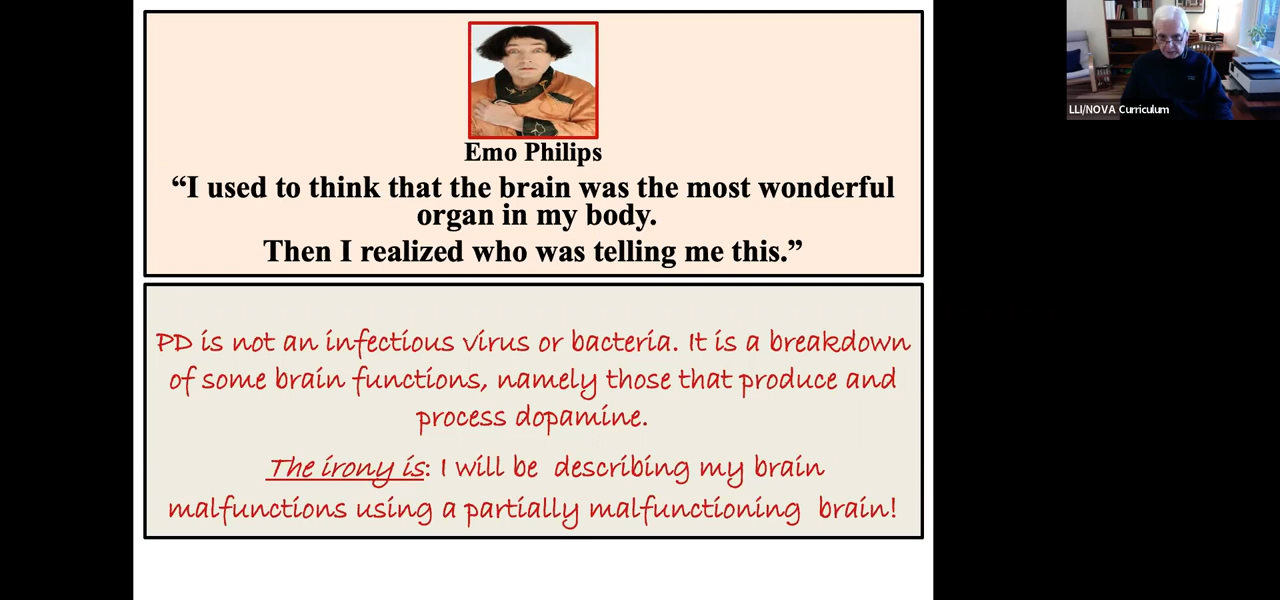 Emo Philips
“I used to think that the brain was the most wonderful
organ in my body.
Then I realized who was telling me this.”
PD is not an infectious virus or bacteria. It is a breakdown
of some brain functions, namely those that produce and
process dopamine.
The irony is: I will be describing my brain
malfunctions using a partially malfunctioning brain!
LLI/NOVA Curriculum